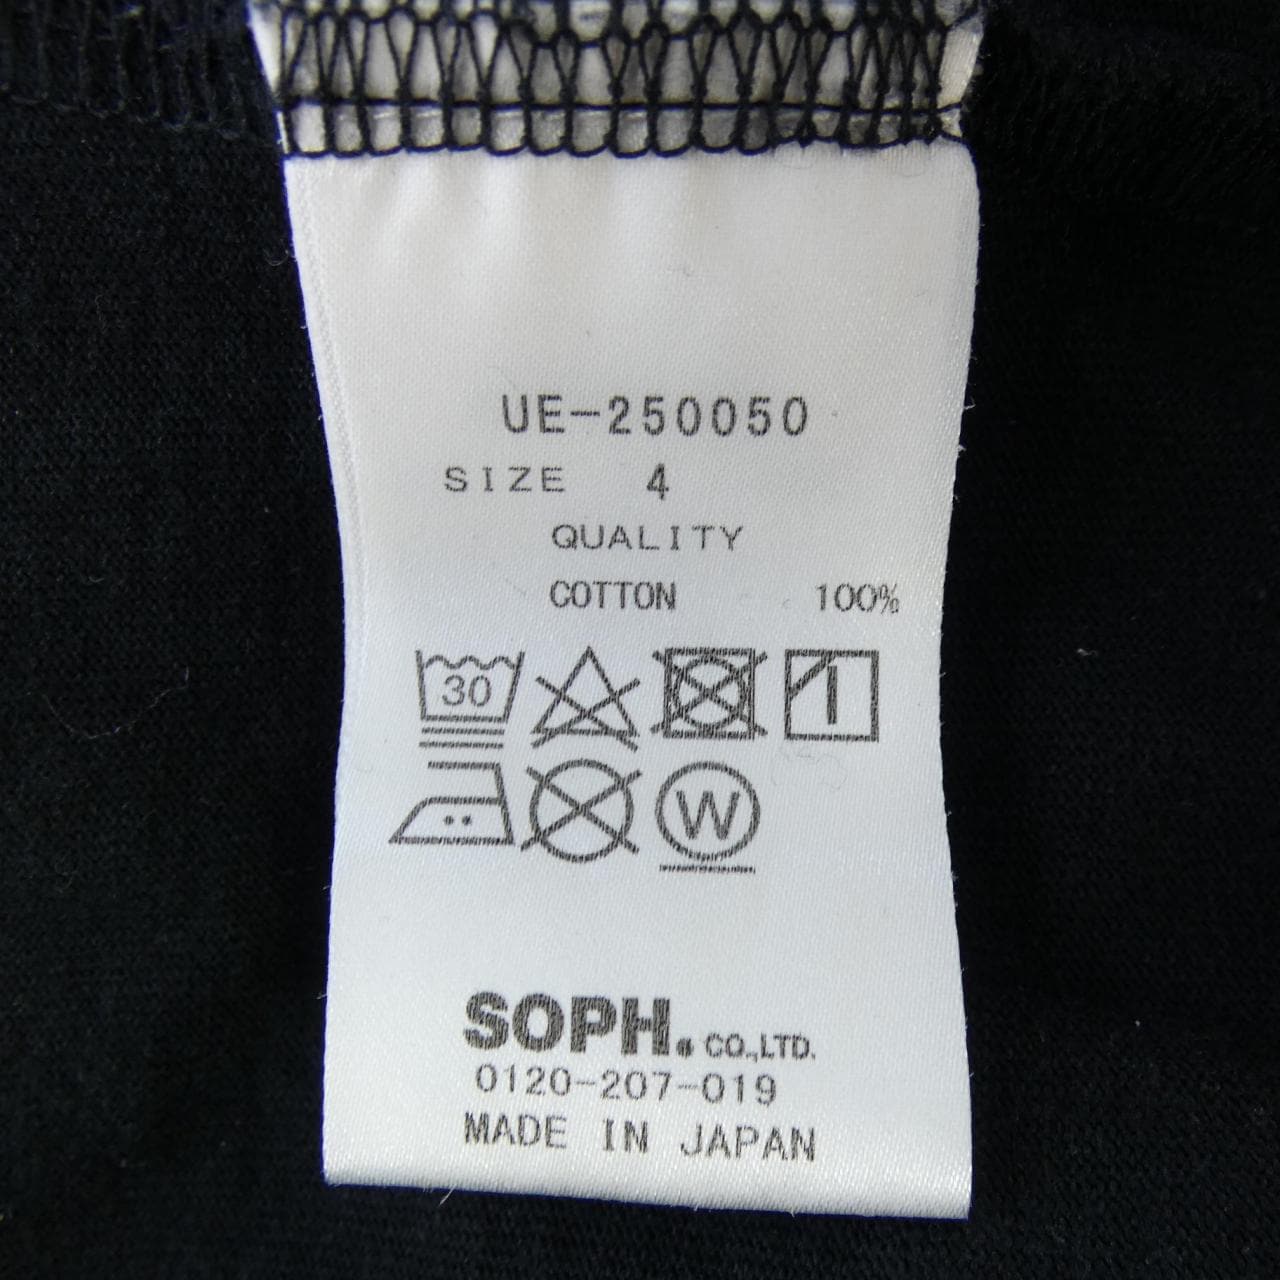 UE-250050
SIZE 4
QUALITY
COTTON 100%
30
W
SOPH. CO.,LTD.
0120-207-019
MADE IN JAPAN